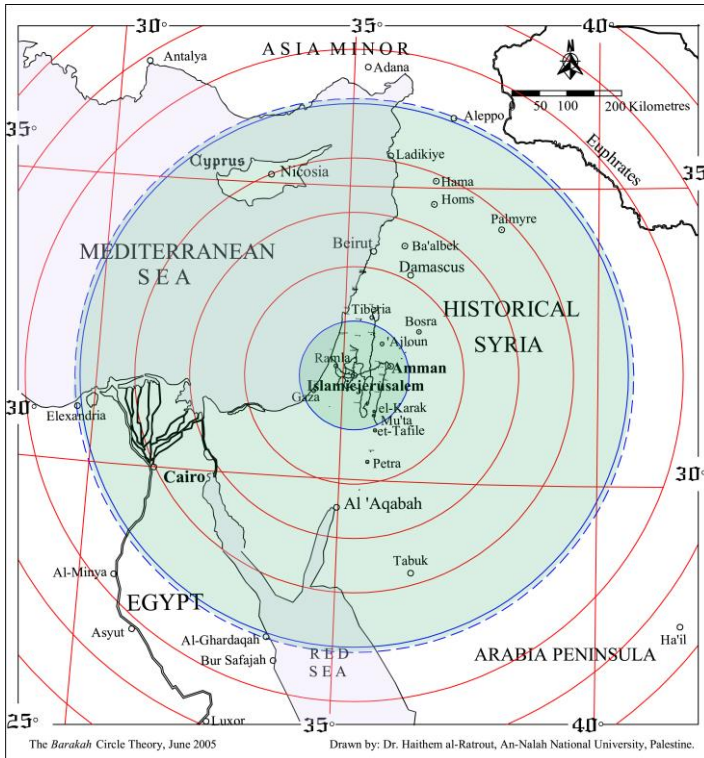 30°
35°
40°
ASIA MINOR
Antalya
Adana
N
50 100 200 Kilometres
Aleppo
35°
Euphrates
Ladikiye
Cyprus
Nicosia
Hama
35°
Homs
Palmyre
MEDITERRANEAN
SEA
Beirut
Ba'albek
Damascus
HISTORICAL
SYRIA
Tiberia
Bosra
'Ajloun
Ramla
Amman
Islamicjerusalem
Gaza
30°
Elexandria
el-Karak
Mu'ta
et-Tafile
Petra
Cairo
30°
Al 'Aqabah
Tabuk
Al-Minya
EGYPT
Asyut
Al-Ghardaqah
Bur Safajah
RED
SEA
Ha'il
ARABIA PENINSULA
25°
Luxor
35°
40°
The Barakah Circle Theory, June 2005
Drawn by: Dr. Haithem al-Ratrout, An-Nalah National University, Palestine.